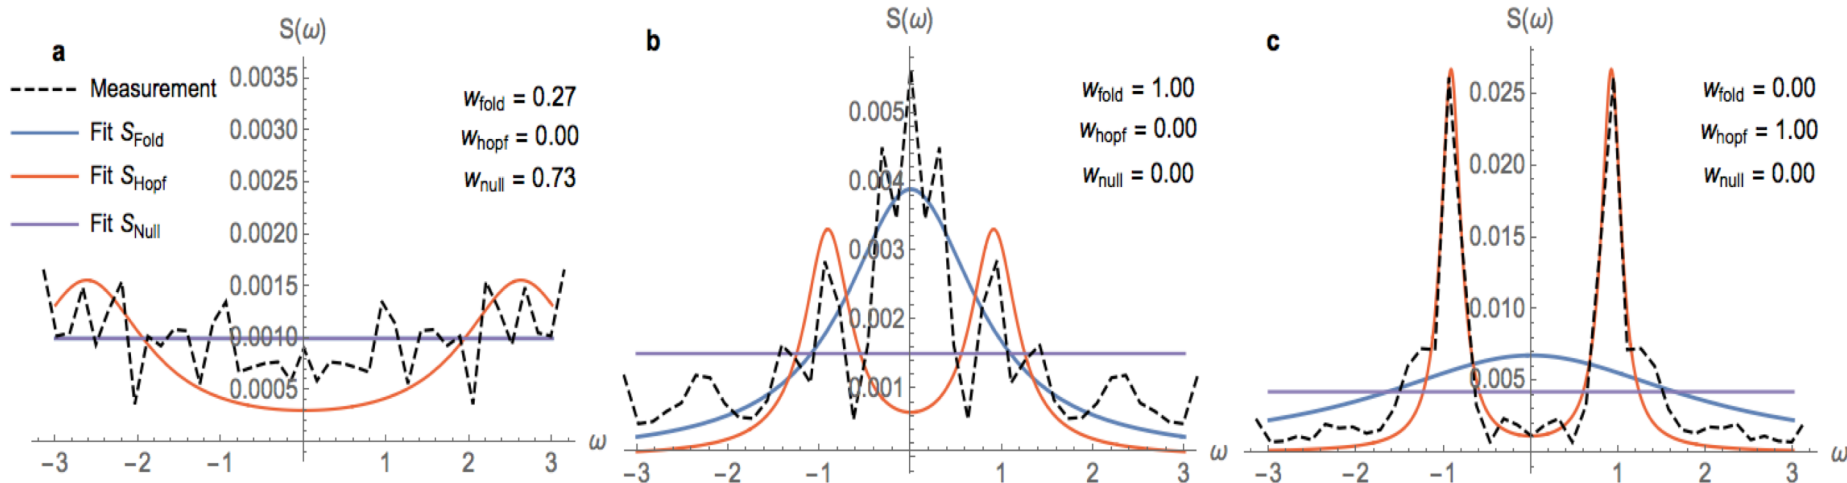 a
S(ω)
Measurement
Fit S_Fold
Fit S_Hopf
Fit S_Null
0.0035
0.0030
0.0025
0.0020
0.0015
0.0010
0.0005
w_fold = 0.27
w_hopf = 0.00
w_null = 0.73
−3 −2 −1 1 2 3 ω
b
S(ω)
0.005
0.004
0.003
0.002
0.001
w_fold = 1.00
w_hopf = 0.00
w_null = 0.00
−3 −2 −1 1 2 3 ω
c
S(ω)
0.025
0.020
0.015
0.010
0.005
w_fold = 0.00
w_hopf = 1.00
w_null = 0.00
−3 −2 −1 1 2 3 ω